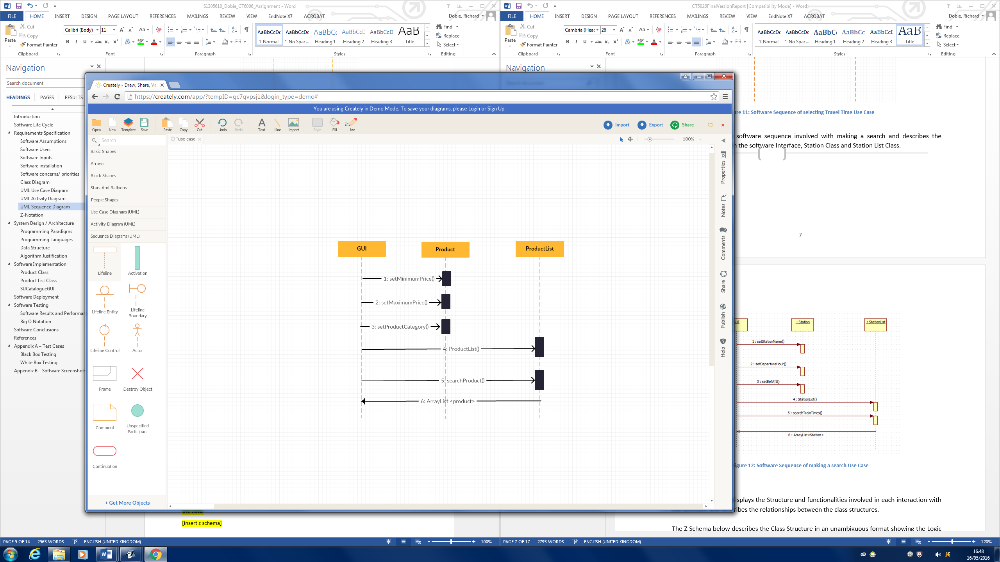 S1305610_Dobie_CT6006_Assignment - Word
FILE HOME INSERT DESIGN PAGE LAYOUT REFERENCES MAILINGS REVIEW VIEW EndNote X7 ACROBAT Dobie, Richard
Paste Cut Copy Format Painter
Calibri (Body) 11
AaBbCcDc AaBbCcDc AaBbCc AaBbCcD AaBbCcD AaBl
¶ Normal ¶ No Spac... Heading 1 Heading 2 Heading 3 Title
Find Replace Select
Clipboard Font Paragraph Styles Editing
CT5026FinalVersionReport [Compatibility Mode] - Word
FILE HOME INSERT DESIGN PAGE LAYOUT REFERENCES MAILINGS REVIEW VIEW EndNote X7 ACROBAT Dobie, Richard
Paste Cut Copy Format Painter
Cambria (Head 26
AaBbCcDc AaBbCcDc AaBbCc AaBbCc AaBbCcI AaB
¶ Normal ¶ No Spac... Heading 1 Heading 2 Heading 3 Title
Find Replace Select
Clipboard Font Paragraph Styles Editing
Navigation
Search document
HEADINGS PAGES RESULTS
Introduction
Software Life Cycle
Requirements Specification
Software Assumptions
Software Users
Software Inputs
Software installation
Software concerns/ priorities
Class Diagram
UML Use Case Diagram
UML Activity Diagram
UML Sequence Diagram
Z-Notation
System Design / Architecture
Programming Paradigms
Programming Languages
Data Structure
Algorithm Justification
Software Implementation
Product Class
Product List Class
SUCatalogueGUI
Software Deployment
Software Testing
Software Results and Performan
Big O Notation
Software Conclusions
References
Appendix A – Test Cases
Black Box Testing
White Box Testing
Appendix B – Software Screenshots
Navigation
Creately - Draw, Share, Va
https://creately.com/app/?tempID=gc7qvpsj1&login_type=demo#
You are using Creately in Demo Mode. To save your diagrams, please Login or Sign Up.
Open New Template Save Paste Copy Cut Undo Redo Text Line Import Style Fill Line
Import Export Share
Search
*use case
100%
Basic Shapes
Arrows
Block Shapes
Stars And Balloons
People Shapes
Use Case Diagrams (UML)
Activity Diagram (UML)
Sequence Diagrams (UML)
Lifeline Activation
Lifeline Entity Lifeline Boundary
Lifeline Control Actor
Frame Destroy Object
Comment Unspecified Participant
Continuation
+ Get More Objects
GUI Product ProductList
1: setMinimumPrice()
2: setMaximumPrice()
3: setProductCategory()
4: ProductList()
5: searchProduct()
6: ArrayList <product>
Properties
Notes
Comments
Share
Publish
Help
ure 11: Software Sequence of selecting Travel Time Use Case
software sequence involved with making a search and describes the
the software Interface, Station Class and Station List Class.
7
GUI : Station : StationList
1 : setStationName()
2 : setDepartureHour()
3 : setBefAft()
4 : StationList()
5 : searchTrainTimes()
6 : ArrayList<Station>
igure 12: Software Sequence of making a search Use Case
isplays the Structure and functionalities involved in each interaction with
ribes the relationships between the class structures.
The Z Schema below describes the Class Structure in an unambiguous format showing the Logic
[Insert z schema]
PAGE 9 OF 14 2963 WORDS ENGLISH (UNITED KINGDOM) 100%
PAGE 7 OF 17 2793 WORDS ENGLISH (UNITED KINGDOM) 120%
16:48
16/05/2016